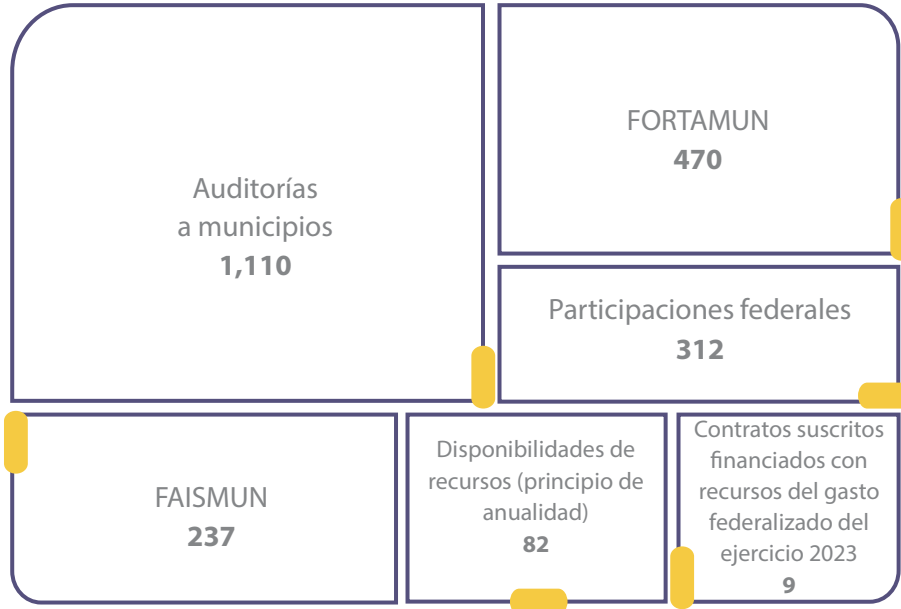 Auditorías
a municipios
1,110
FORTAMUN
470
Participaciones federales
312
FAISMUN
237
Disponibilidades de
recursos (principio de
anualidad)
82
Contratos suscritos
financiados con
recursos del gasto
federalizado del
ejercicio 2023
9